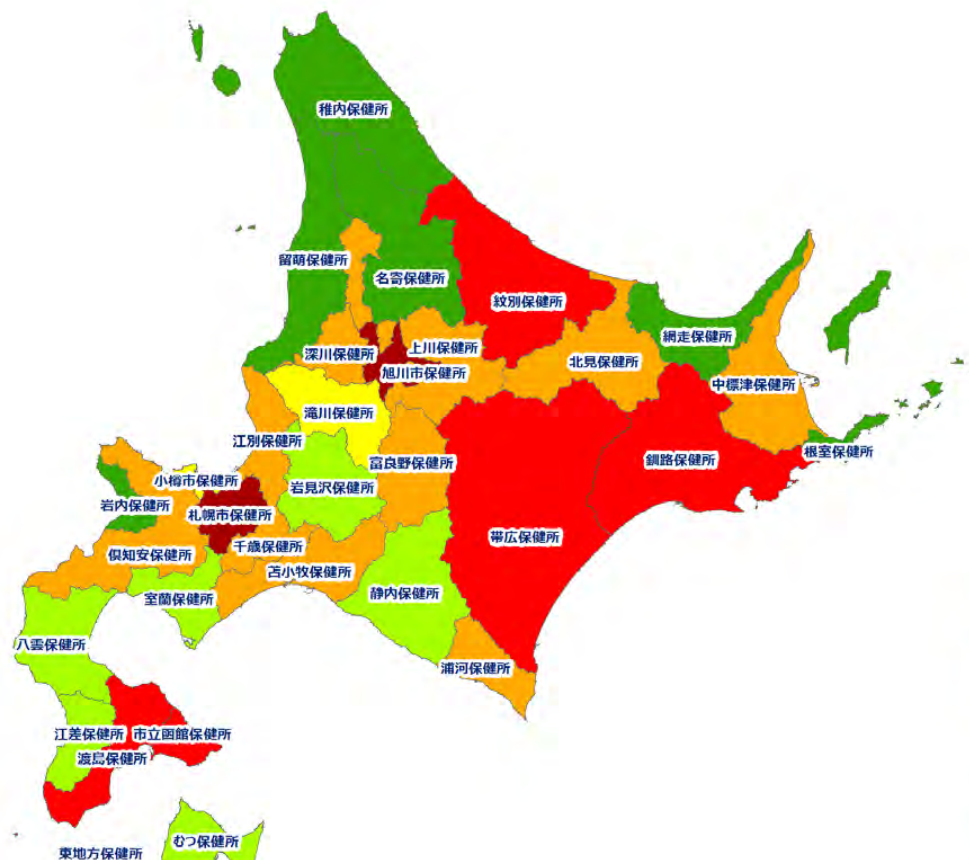 稚内保健所
留萌保健所
名寄保健所
紋別保健所
網走保健所
深川保健所
上川保健所
北見保健所
旭川市保健所
中標津保健所
滝川保健所
江別保健所
富良野保健所
根室保健所
釧路保健所
小樽市保健所
岩見沢保健所
岩内保健所
札幌市保健所
帯広保健所
千歳保健所
倶知安保健所
苫小牧保健所
静内保健所
室蘭保健所
八雲保健所
浦河保健所
江差保健所
市立函館保健所
渡島保健所
むつ保健所
東地方保健所